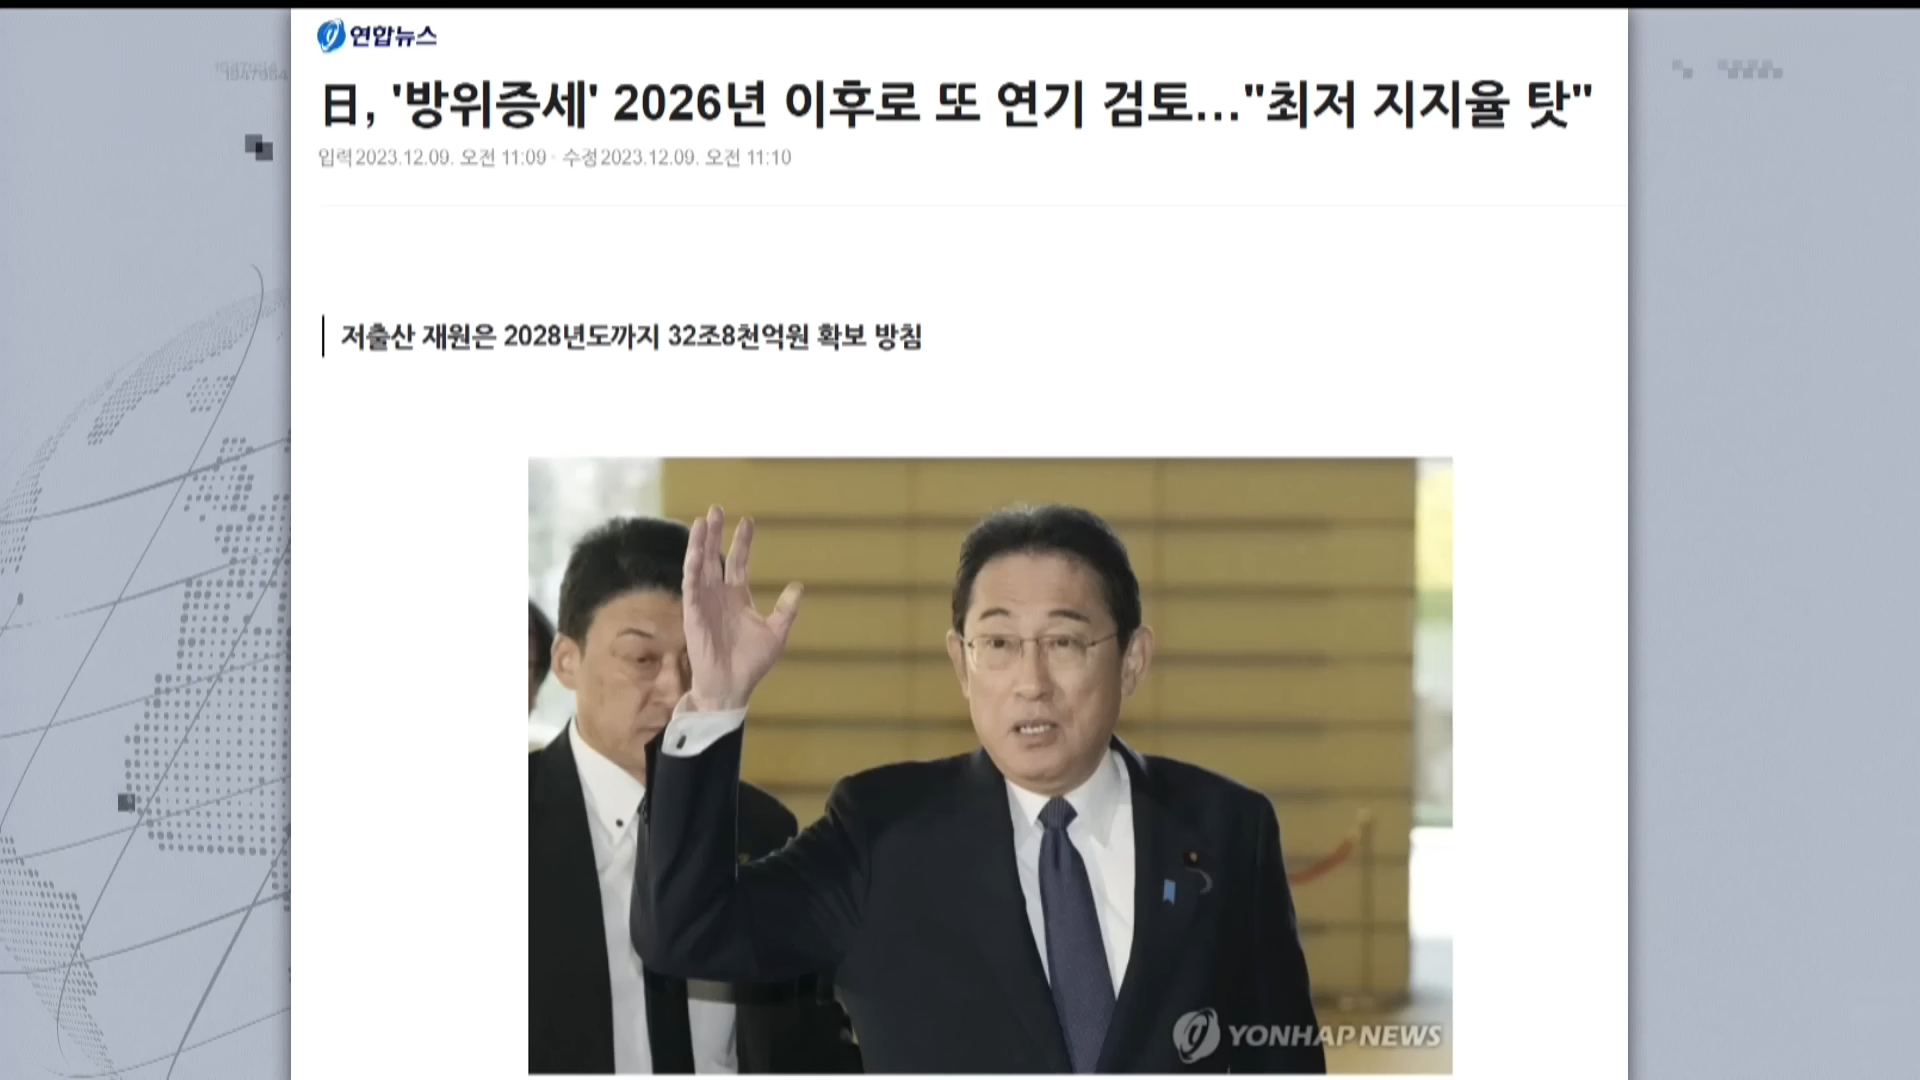 연합뉴스
日, '방위증세' 2026년 이후로 또 연기 검토..."최저 지지율 탓"
입력2023.12.09. 오전 11:09 · 수정2023.12.09. 오전 11:10
저출산 재원은 2028년도까지 32조8천억원 확보 방침
YONHAP NEWS